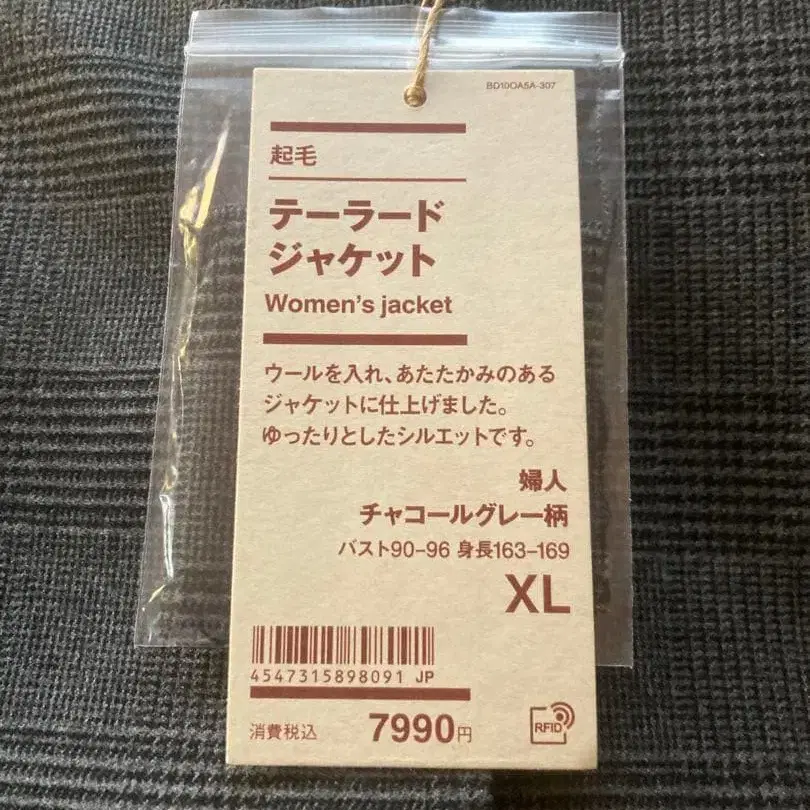 BD10OA5A-307
起毛
テーラード
ジャケット
Women's jacket
ウールを入れ、あたたかみのある
ジャケットに仕上げました。
ゆったりとしたシルエットです。
婦人
チャコールグレー柄
バスト90-96 身長163-169
XL
4547315898091 JP
消費税込 7990円
RFID